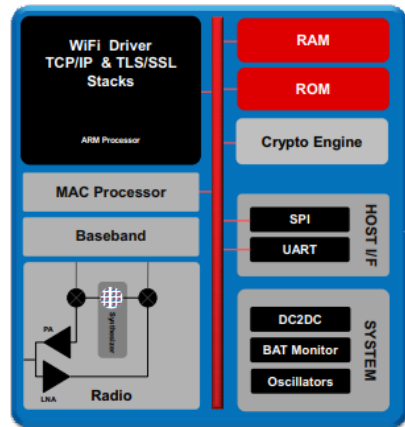 WiFi Driver
TCP/IP & TLS/SSL
Stacks
ARM Processor
MAC Processor
Baseband
PA
Synthesizer
LNA
Radio
RAM
ROM
Crypto Engine
SPI
UART
HOST I/F
DC2DC
BAT Monitor
Oscillators
SYSTEM